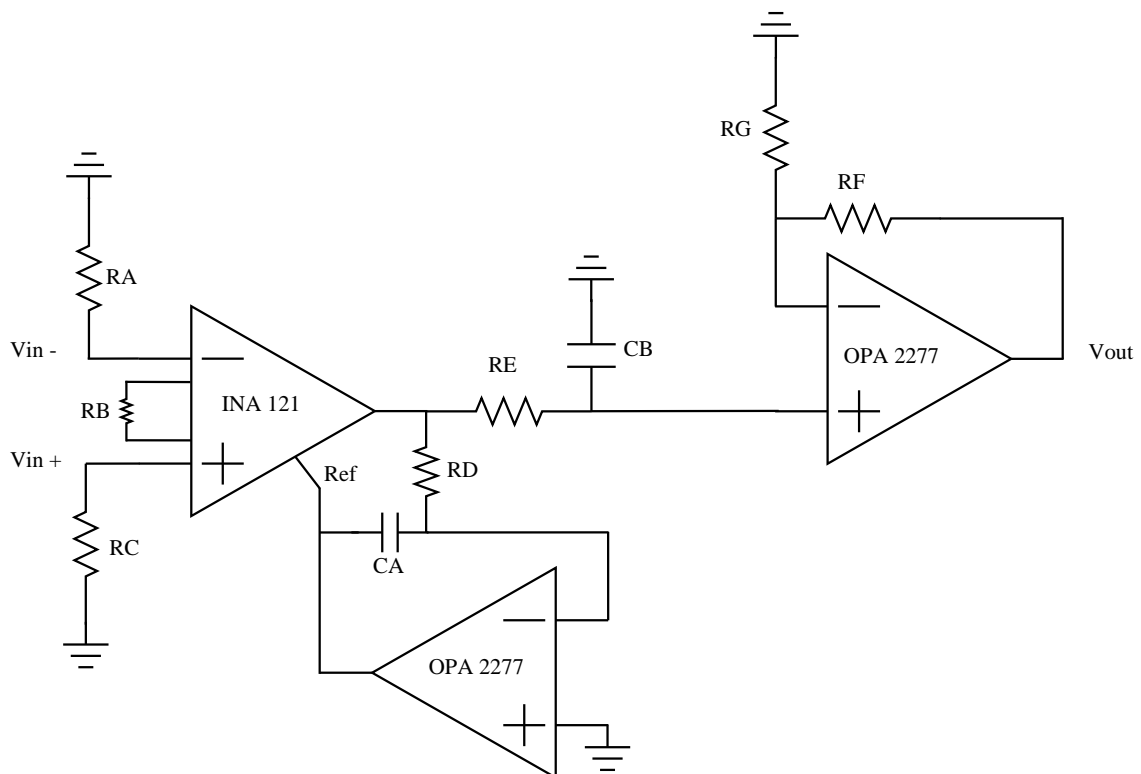 RG
RF
RA
Vin -
RE
CB
OPA 2277
Vout
RB
INA 121
Vin +
Ref
RD
RC
CA
OPA 2277